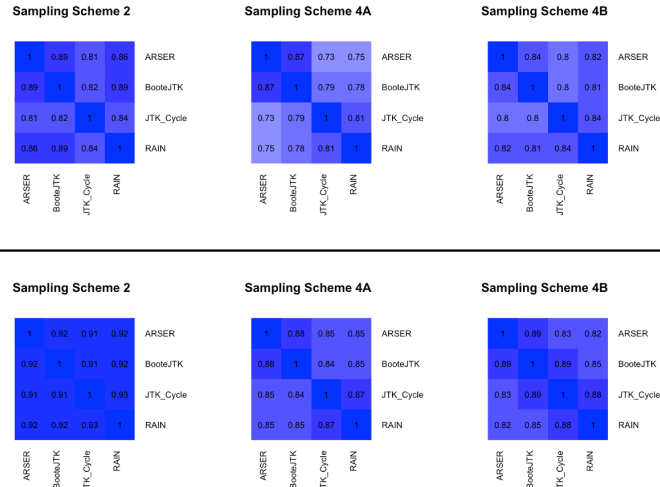 Sampling Scheme 2 Sampling Scheme 4A Sampling Scheme 4B
1 0.89 0.81 0.86 ARSER 1 0.87 0.73 0.75 ARSER 1 0.84 0.8 0.82 ARSER
0.89 1 0.82 0.89 BooteJTK 0.87 1 0.79 0.78 BooteJTK 0.84 1 0.8 0.81 BooteJTK
0.81 0.82 1 0.84 JTK_Cycle 0.73 0.79 1 0.81 JTK_Cycle 0.8 0.8 1 0.84 JTK_Cycle
0.86 0.89 0.84 1 RAIN 0.75 0.78 0.81 1 RAIN 0.82 0.81 0.84 1 RAIN
ARSER BooteJTK JTK_Cycle RAIN ARSER BooteJTK JTK_Cycle RAIN ARSER BooteJTK JTK_Cycle RAIN
Sampling Scheme 2 Sampling Scheme 4A Sampling Scheme 4B
1 0.92 0.91 0.92 ARSER 1 0.88 0.85 0.85 ARSER 1 0.89 0.83 0.82 ARSER
0.92 1 0.91 0.92 BooteJTK 0.88 1 0.84 0.85 BooteJTK 0.89 1 0.89 0.85 BooteJTK
0.91 0.91 1 0.93 JTK_Cycle 0.85 0.84 1 0.87 JTK_Cycle 0.83 0.89 1 0.88 JTK_Cycle
0.92 0.92 0.93 1 RAIN 0.85 0.85 0.87 1 RAIN 0.82 0.85 0.88 1 RAIN
ARSER BooteJTK JTK_Cycle RAIN ARSER BooteJTK JTK_Cycle RAIN ARSER BooteJTK JTK_Cycle RAIN